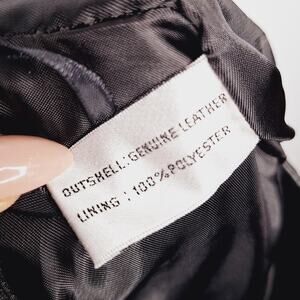 OUTSHELL:GENUINE LEATHER
LINING : 100%POLYESTER